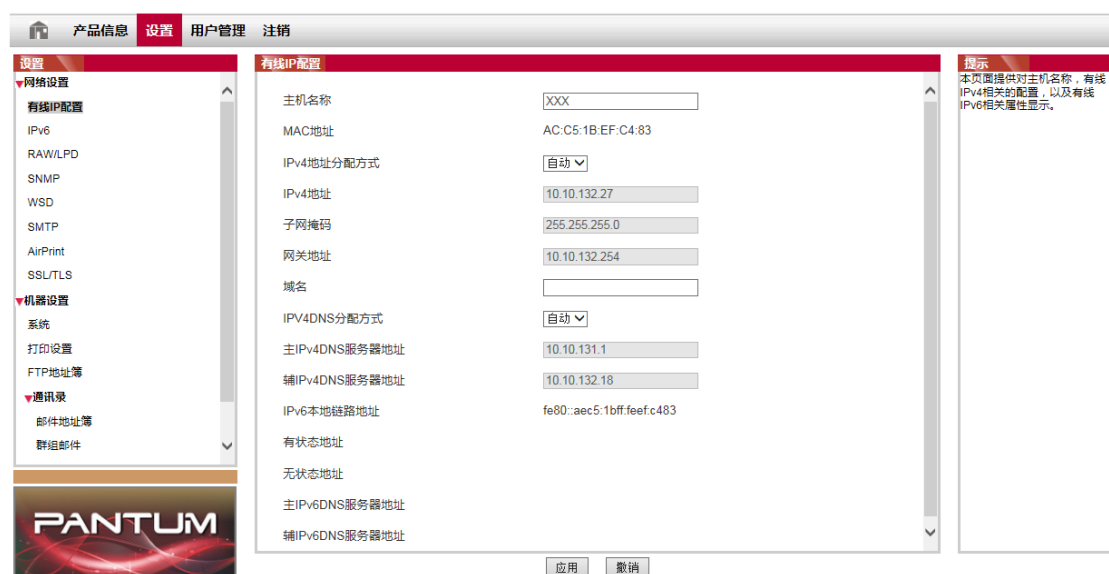 产品信息 设置 用户管理 注销
设置
网络设置
有线IP配置
IPv6
RAW/LPD
SNMP
WSD
SMTP
AirPrint
SSL/TLS
机器设置
系统
打印设置
FTP地址簿
通讯录
邮件地址簿
群组邮件
PANTUM
有线IP配置
主机名称 XXX
MAC地址 AC:C5:1B:EF:C4:83
IPv4地址分配方式 自动
IPv4地址 10.10.132.27
子网掩码 255.255.255.0
网关地址 10.10.132.254
域名
IPV4DNS分配方式 自动
主IPv4DNS服务器地址 10.10.131.1
辅IPv4DNS服务器地址 10.10.132.18
IPv6本地链路地址 fe80::aec5:1bff:feef:c483
有状态地址
无状态地址
主IPv6DNS服务器地址
辅IPv6DNS服务器地址
应用 撤销
提示
本页面提供对主机名称，有线
IPv4相关的配置，以及有线
IPv6相关属性显示。